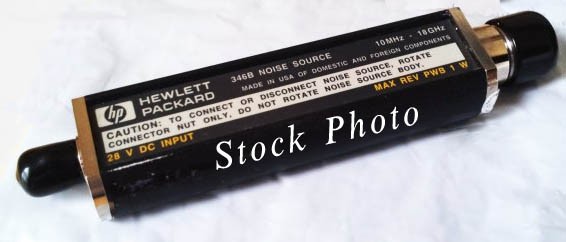 346B NOISE SOURCE 10MHz - 18GHz
MADE IN USA OF DOMESTIC AND FOREIGN COMPONENTS
hp HEWLETT
PACKARD
CAUTION: TO CONNECT OR DISCONNECT NOISE SOURCE, ROTATE
CONNECTOR NUT ONLY. DO NOT ROTATE NOISE SOURCE BODY.
28 V DC INPUT MAX REV PWB 1 W
Stock Photo